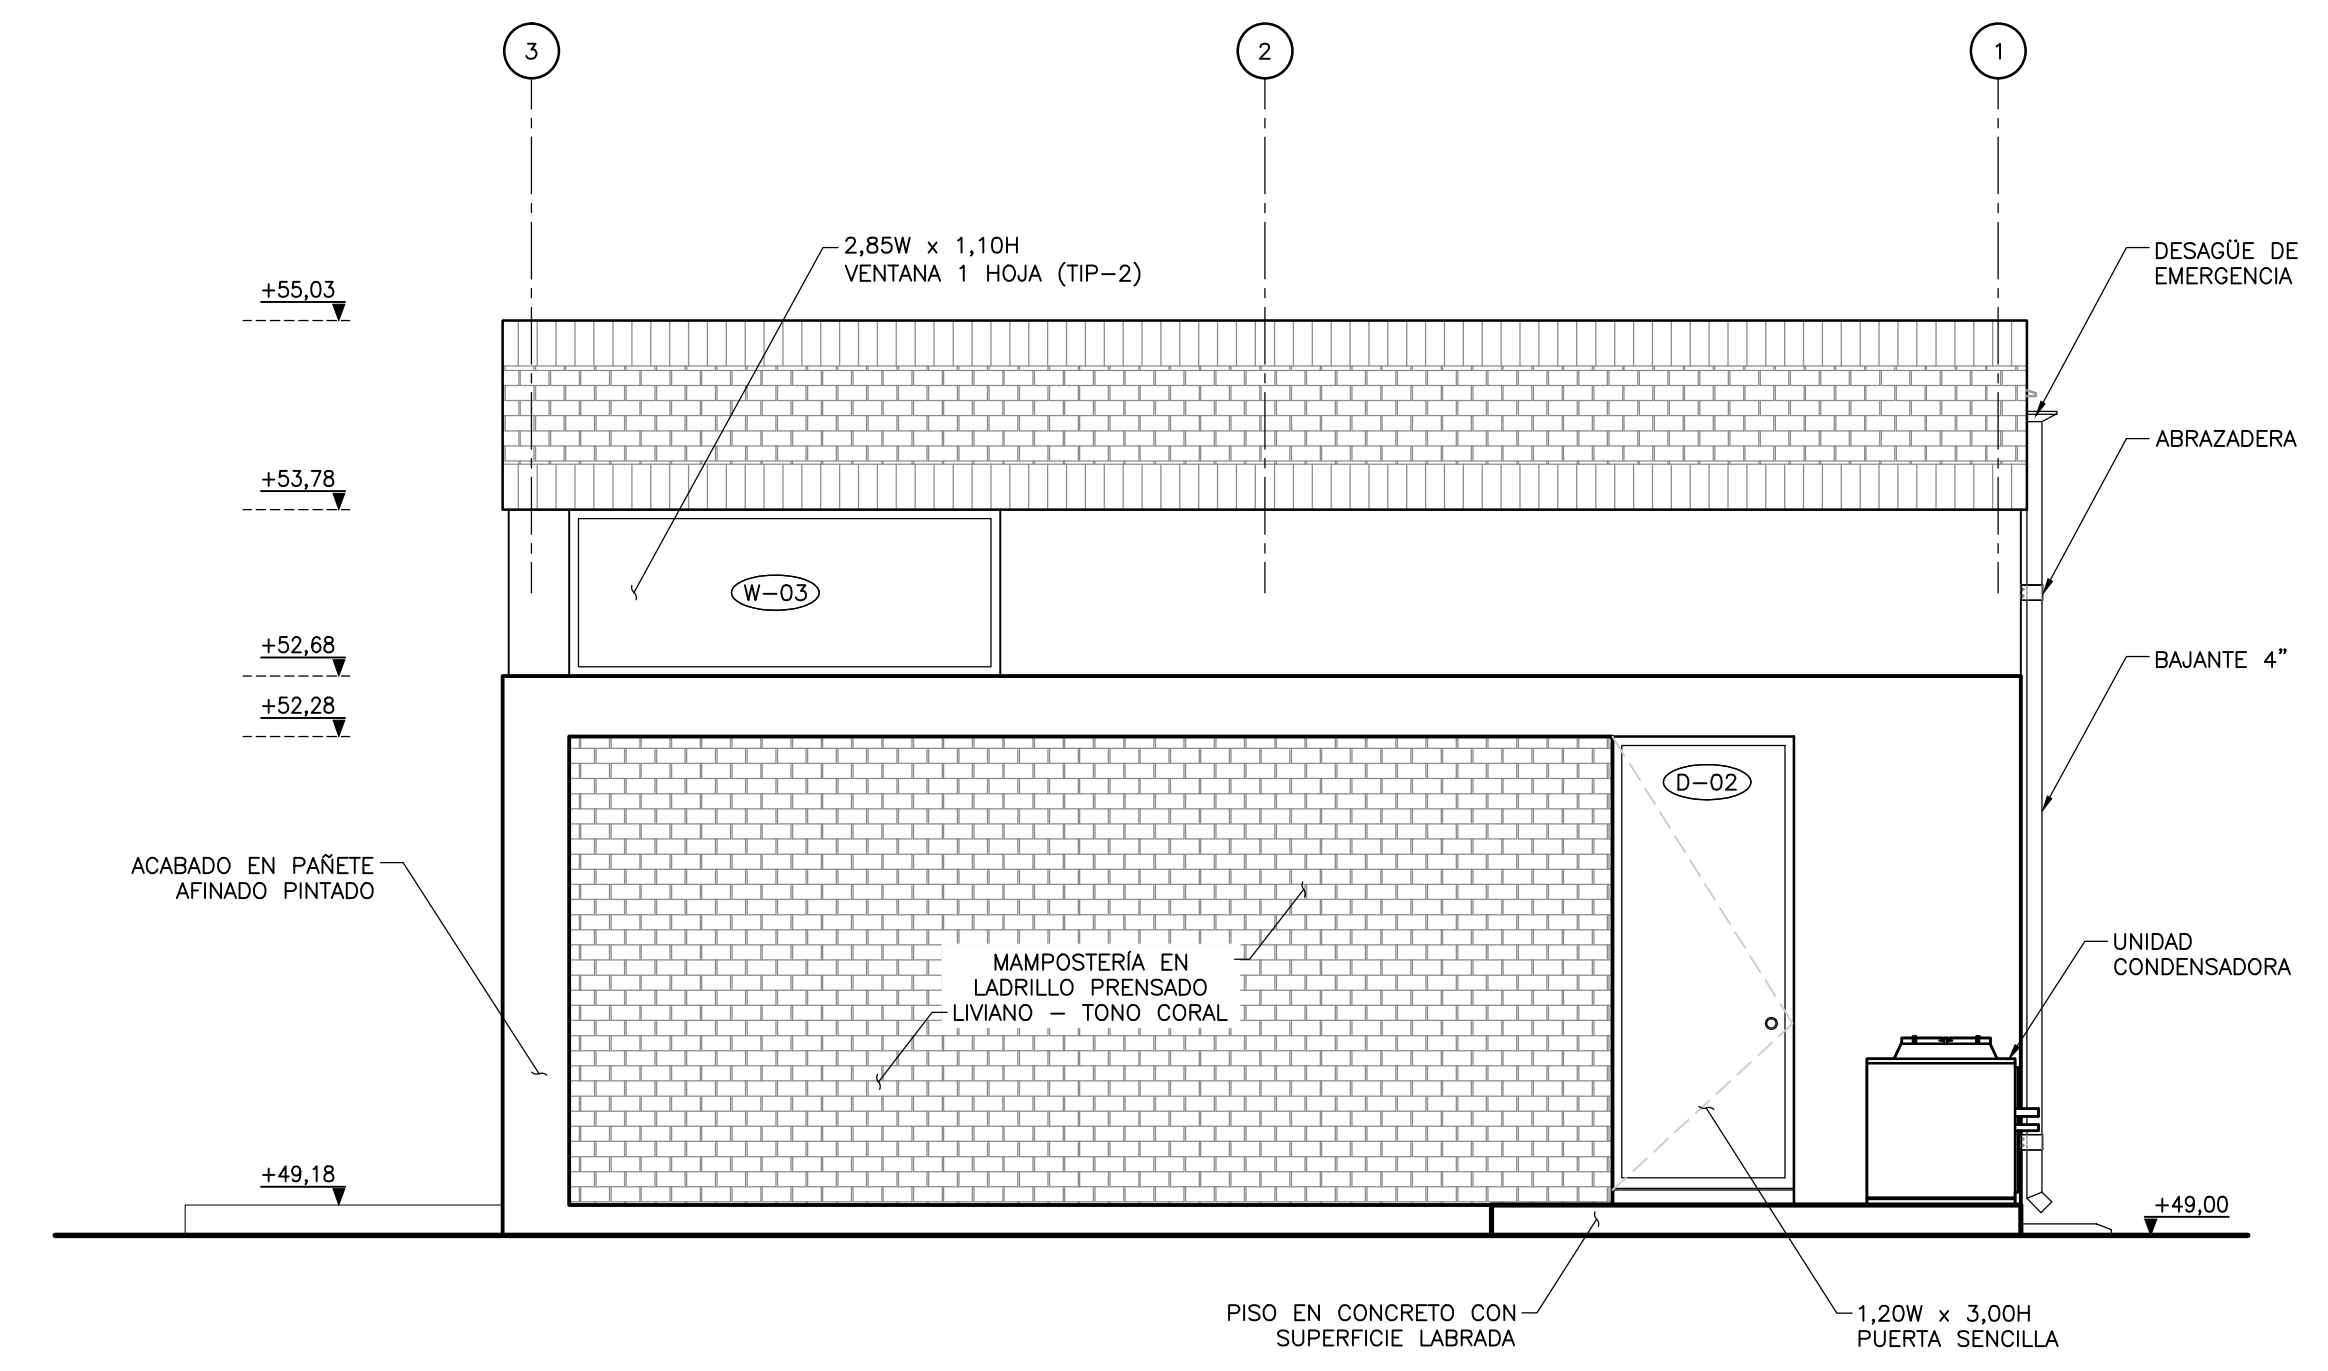 3
2
1
2,85W x 1,10H
VENTANA 1 HOJA (TIP-2)
DESAGÜE DE
EMERGENCIA
+55,03
ABRAZADERA
+53,78
W-03
+52,68
BAJANTE 4”
+52,28
D-02
ACABADO EN PAÑETE
AFINADO PINTADO
MAMPOSTERÍA EN
LADRILLO PRENSADO
LIVIANO - TONO CORAL
UNIDAD
CONDENSADORA
+49,18
+49,00
PISO EN CONCRETO CON
SUPERFICIE LABRADA
1,20W x 3,00H
PUERTA SENCILLA